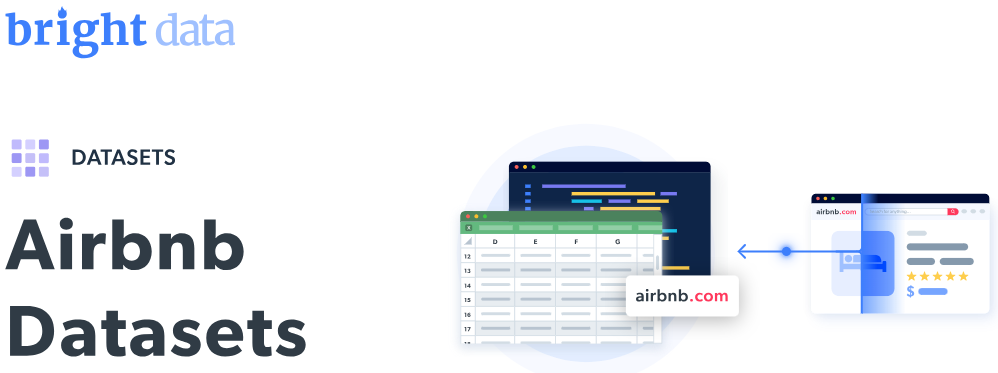 bright data
DATASETS
Airbnb
Datasets
D E F G
12
13
14
15
16
17
airbnb.com
airbnb.com
$